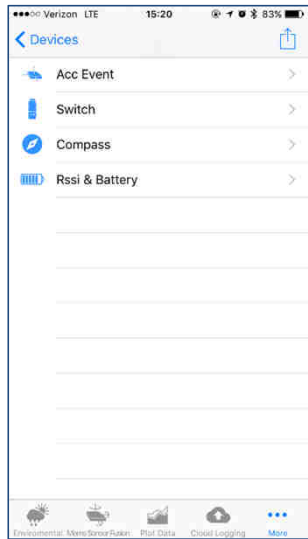 Verizon LTE 15:20 83%
Devices
Acc Event
Switch
Compass
Rssi & Battery
Enviromental Mems Sensor Fusion Plot Data Cloud Logging More